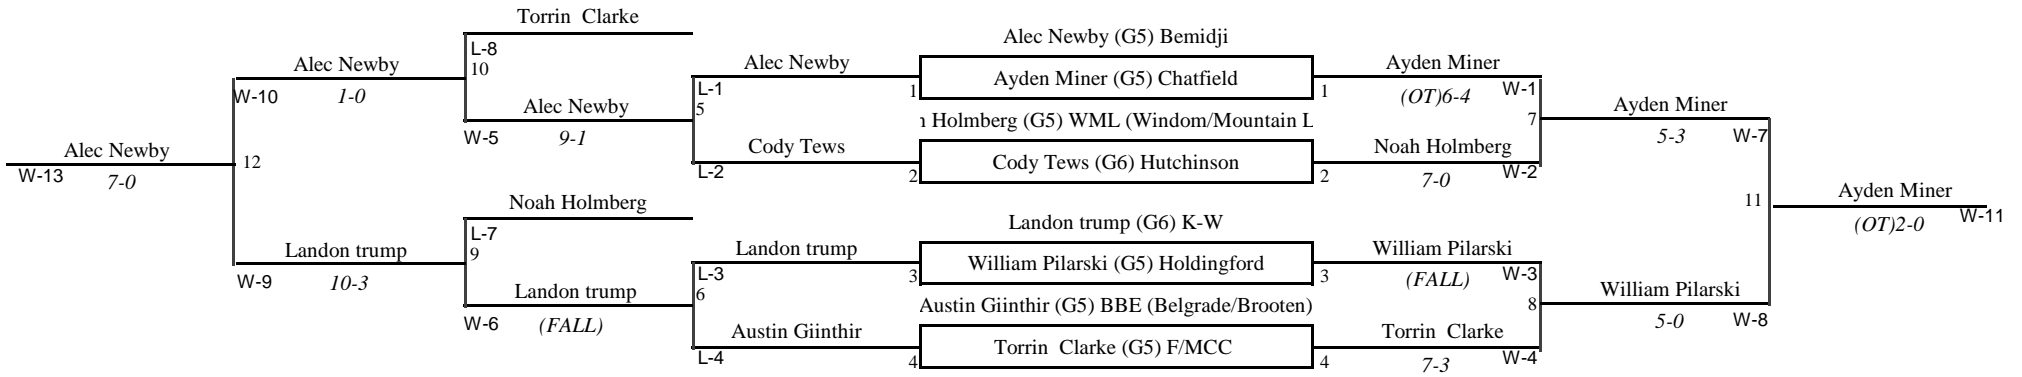 Torrin  Clarke
L-8
10
Alec Newby
W-10
1-0
Alec Newby
W-5
9-1
Alec Newby
W-13
7-0
12
Noah Holmberg
L-7
9
Landon trump
W-9
10-3
Landon trump
W-6
(FALL)
Alec Newby
L-1
5
Cody Tews
L-2
Landon trump
L-3
6
Austin Giinthir
L-4
Alec Newby (G5) Bemidji
1
Ayden Miner (G5) Chatfield
1
Holmberg (G5) WML (Windom/Mountain L
2
Cody Tews (G6) Hutchinson
2
Landon trump (G6) K-W
3
William Pilarski (G5) Holdingford
3
Austin Giinthir (G5) BBE (Belgrade/Brooten)
4
Torrin  Clarke (G5) F/MCC
4
Ayden Miner
(OT)6-4
W-1
7
Noah Holmberg
7-0
W-2
William Pilarski
(FALL)
W-3
8
Torrin  Clarke
7-3
W-4
Ayden Miner
5-3
W-7
11
William Pilarski
5-0
W-8
Ayden Miner
(OT)2-0
W-11